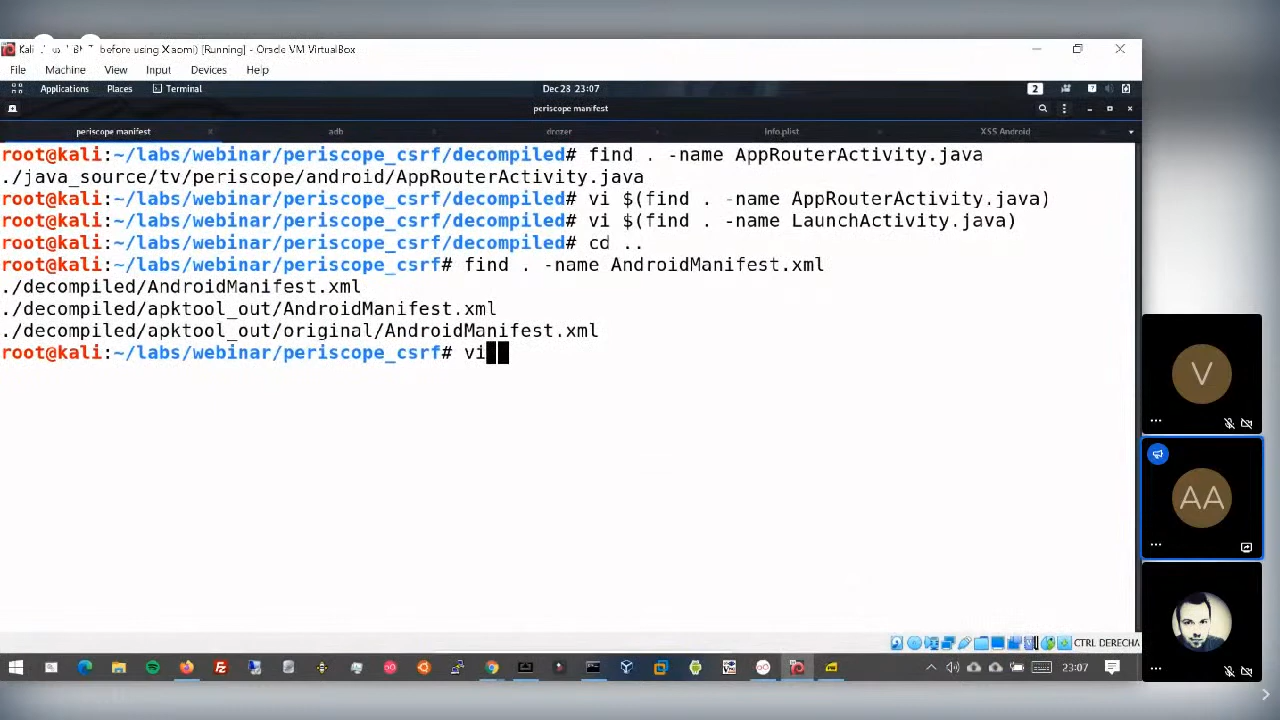 before using Xiaomi) [Running] - Oracle VM VirtualBox
File Machine View Input Devices Help
Applications Places Terminal Dec 23 23:07 2
periscope manifest
periscope manifest adb drozer Info.plist XSS Android
root@kali:~/labs/webinar/periscope_csrf/decompiled# find . -name AppRouterActivity.java
./java_source/tv/periscope/android/AppRouterActivity.java
root@kali:~/labs/webinar/periscope_csrf/decompiled# vi $(find . -name AppRouterActivity.java)
root@kali:~/labs/webinar/periscope_csrf/decompiled# vi $(find . -name LaunchActivity.java)
root@kali:~/labs/webinar/periscope_csrf/decompiled# cd ..
root@kali:~/labs/webinar/periscope_csrf# find . -name AndroidManifest.xml
./decompiled/AndroidManifest.xml
./decompiled/apktool_out/AndroidManifest.xml
./decompiled/apktool_out/original/AndroidManifest.xml
root@kali:~/labs/webinar/periscope_csrf# vi
V
AA
CTRL DERECHA
23:07